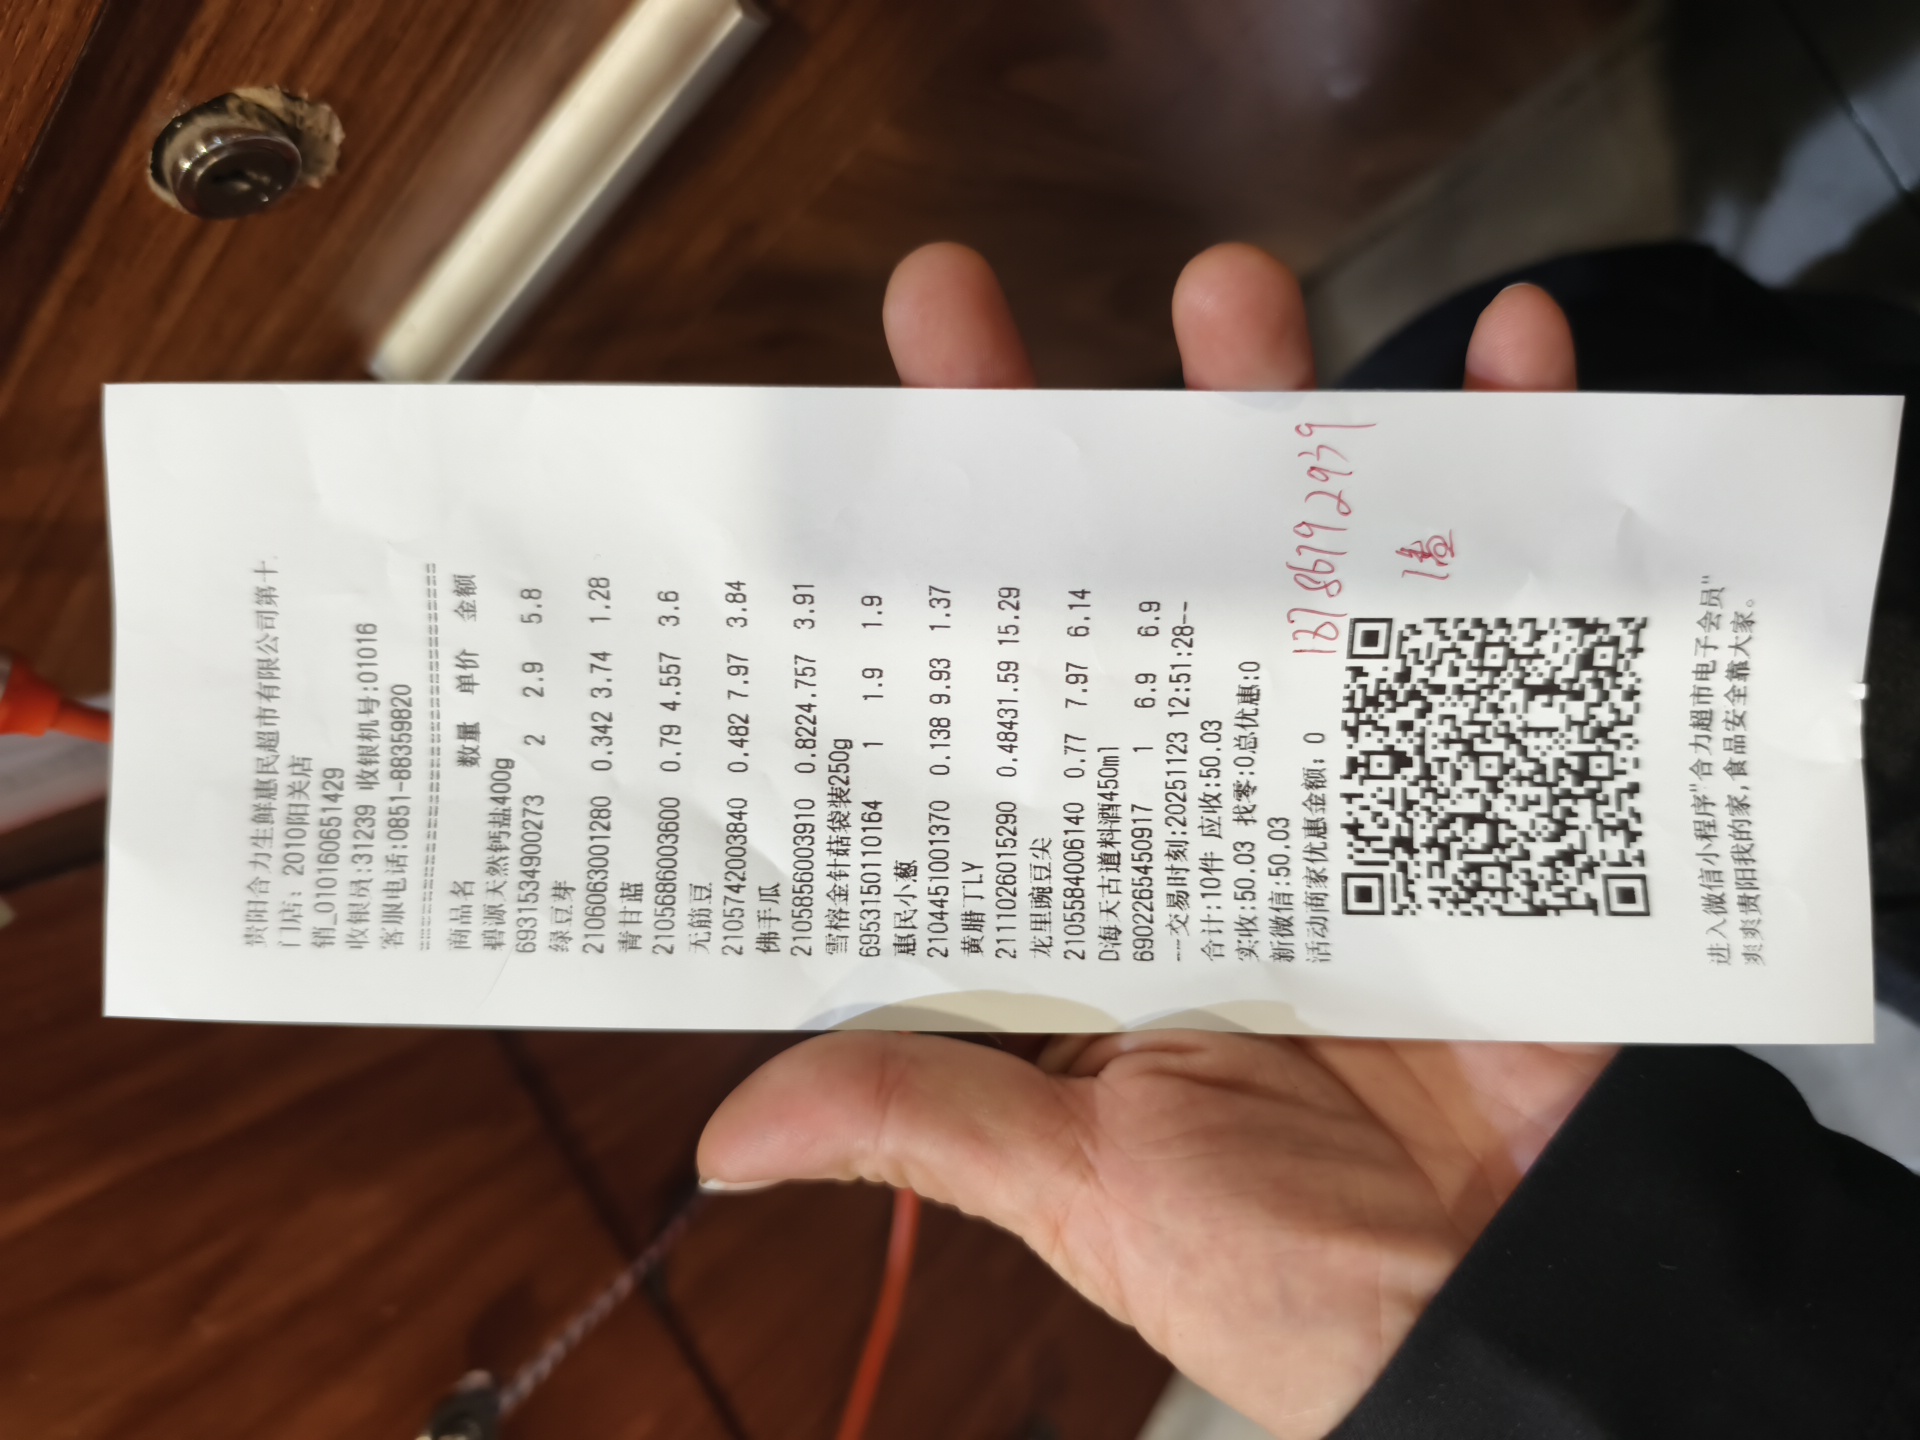 贵阳合力生鲜惠民超市有限公司第十
门店: 22010阳关店
销_0101160651429
收银员:31239 收银机号:01016
客服电话:0851-88359820
================================
商品名 数量 单价 金额
碧源天然钙盐400g
6931534900273 2 2.9 5.8
绿豆芽
2106063001280 0.342 3.74 1.28
青甘蓝
2105686003600 0.79 4.557 3.6
无筋豆
2105742003840 0.482 7.97 3.84
佛手瓜
2105856003910 0.8224.757 3.91
雪榕金针菇袋装250g
6953150110164 1 1.9 1.9
惠民小葱
2104451001370 0.138 9.93 1.37
黄腊丁LY
2111026015290 0.48431.59 15.29
龙里豌豆尖
2105584006140 0.77 7.97 6.14
D海天古道料酒450ml
6902265450917 1 6.9 6.9
---交易时刻:20251123 12:51:28--
合计:10件 应收:50.03
实收:50.03 找零:0总优惠:0
新微信:50.03
活动商家优惠金额: 0
18786792939
进入微信小程序"合力超市电子会员"
爽爽贵阳我的家,食品安全靠大家。